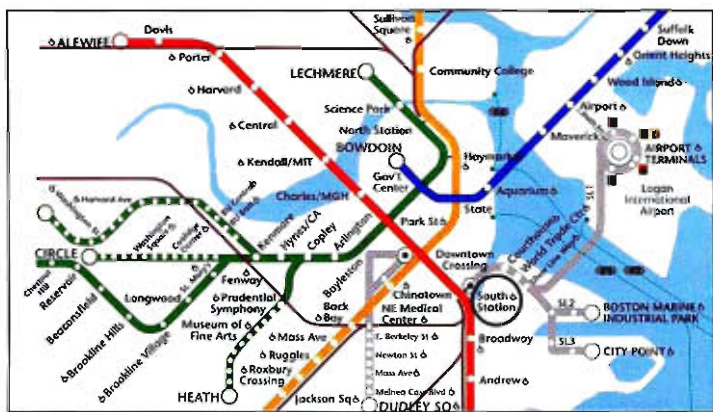 ALEWIFE
Davis
Porter
Harvard
Central
Kendall/MIT
Charles/MGH
LECHMERE
Science Park
North Station
BOWDOIN
Gov't
Center
Sullivan
Square
Community College
Haymarket
State
Aquarium
Maverick
Airport
Wood Island
Orient Heights
Suffolk
Down
AIRPORT
TERMINALS
Logan
International
Airport
SL1
Park St
Downtown
Crossing
Courthouse
World Trade Ctr
South
Station
SL2
BOSTON MARINE
INDUSTRIAL PARK
SL3
CITY POINT
Broadway
Andrew
Chinatown
NE Medical
Center
E. Berkeley St
Newton St
Mass Ave
Melnea Cass Blvd
DUDLEY SQ
Boylston
Arlington
Copley
Hynes/CA
Kenmore
Washington St
Harvard Ave
Washington
Square
Coolidge
Corner
St. Mary's
CIRCLE
Chestnut
Hill
Reservoir
Beaconsfield
Brookline Hills
Brookline Village
Longwood
Fenway
Prudential
Symphony
Museum of
Fine Arts
HEATH
Back
Bay
Mass Ave
Ruggles
Roxbury
Crossing
Jackson Sq